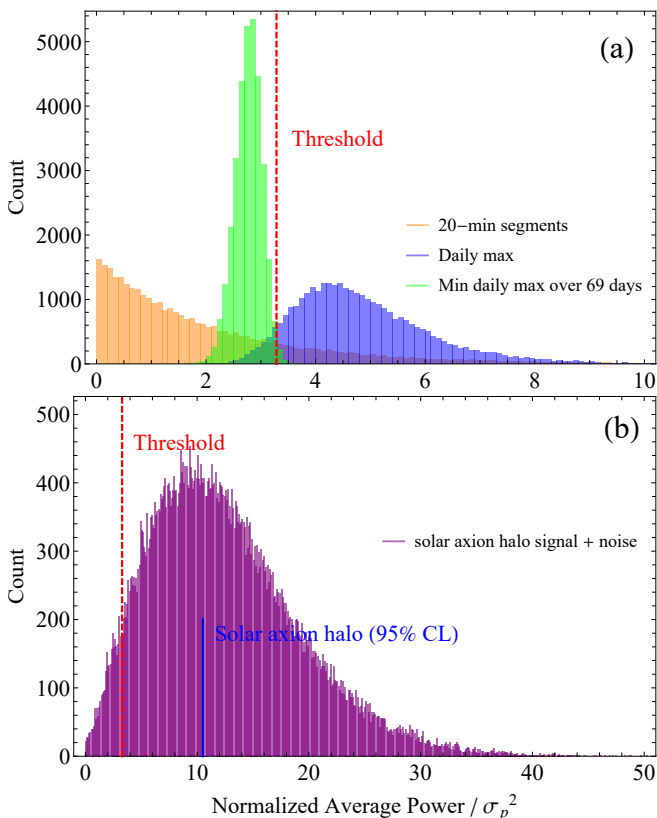 (a)
5000
4000
3000
2000
1000
0
Count
Threshold
20−min segments
Daily max
Min daily max over 69 days
0 2 4 6 8 10
(b)
500
400
300
200
100
0
Count
Threshold
solar axion halo signal + noise
Solar axion halo (95% CL)
0 10 20 30 40 50
Normalized Average Power / σₚ²